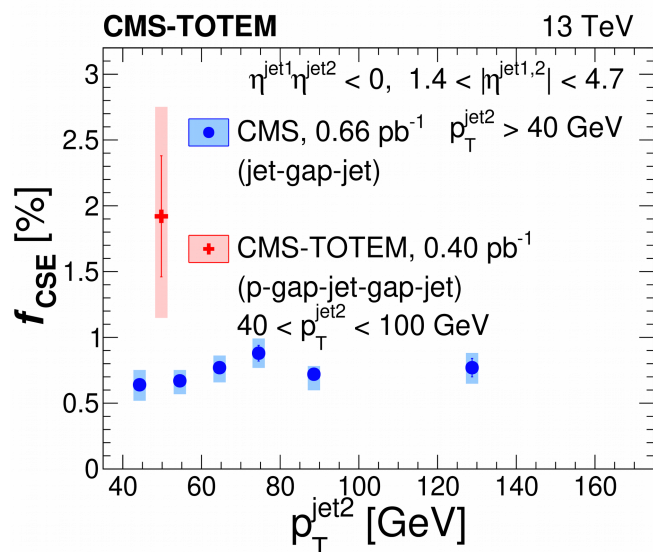 CMS-TOTEM 13 TeV
η^jet1 η^jet2 < 0, 1.4 < |η^jet1,2| < 4.7
CMS, 0.66 pb⁻¹ p_T^jet2 > 40 GeV
(jet-gap-jet)
CMS-TOTEM, 0.40 pb⁻¹
(p-gap-jet-gap-jet)
40 < p_T^jet2 < 100 GeV
f_CSE [%]
3
2.5
2
1.5
1
0.5
0
40 60 80 100 120 140 160
p_T^jet2 [GeV]